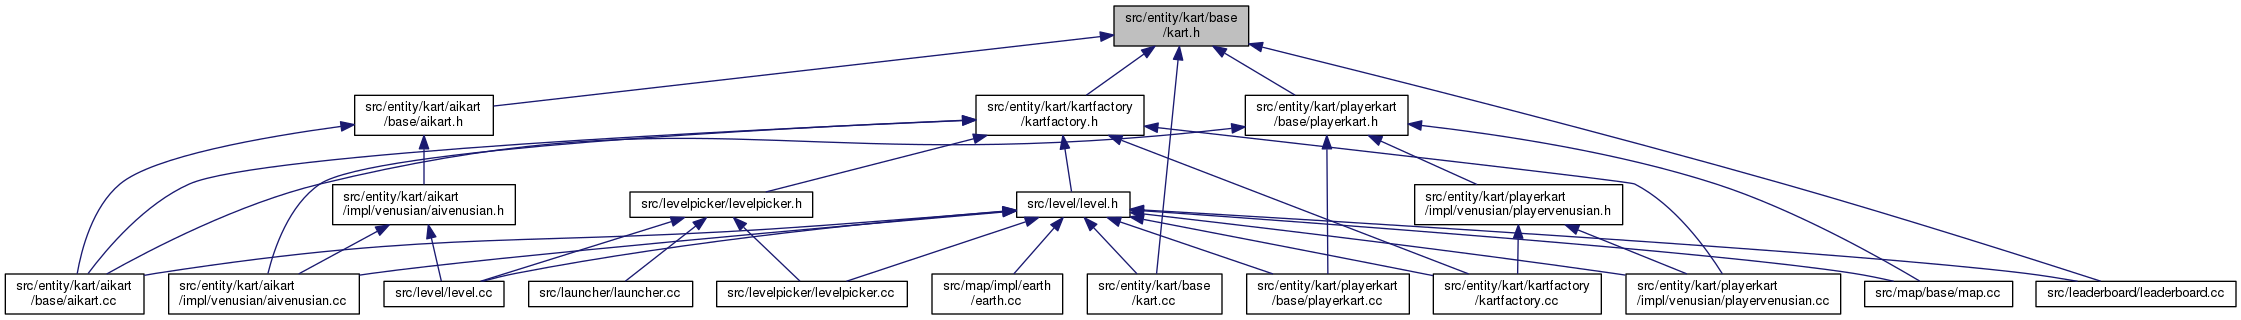 src/entity/kart/base
/kart.h
src/entity/kart/aikart
/base/aikart.h
src/entity/kart/kartfactory
/kartfactory.h
src/entity/kart/playerkart
/base/playerkart.h
src/entity/kart/aikart
/impl/venusian/aivenusian.h
src/levelpicker/levelpicker.h
src/level/level.h
src/entity/kart/playerkart
/impl/venusian/playervenusian.h
src/entity/kart/aikart
/base/aikart.cc
src/entity/kart/aikart
/impl/venusian/aivenusian.cc
src/level/level.cc
src/launcher/launcher.cc
src/levelpicker/levelpicker.cc
src/map/impl/earth
/earth.cc
src/entity/kart/base
/kart.cc
src/entity/kart/playerkart
/base/playerkart.cc
src/entity/kart/kartfactory
/kartfactory.cc
src/entity/kart/playerkart
/impl/venusian/playervenusian.cc
src/map/base/map.cc
src/leaderboard/leaderboard.cc